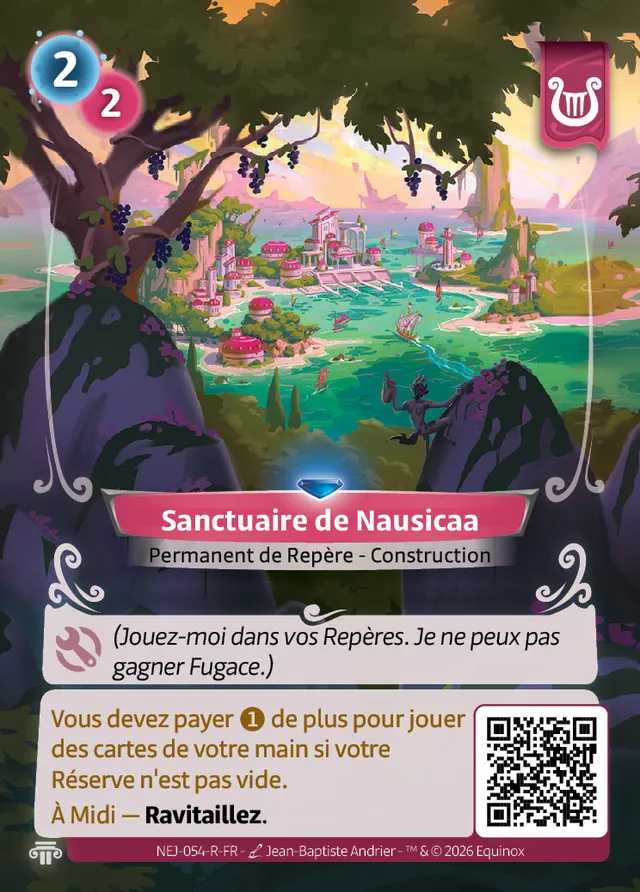 2
2
Sanctuaire de Nausicaa
Permanent de Repère - Construction
(Jouez-moi dans vos Repères. Je ne peux pas
gagner Fugace.)
Vous devez payer 1 de plus pour jouer
des cartes de votre main si votre
Réserve n'est pas vide.
À Midi — Ravitaillez.
NEJ-054-R-FR - Jean-Baptiste Andrier - ™ & © 2026 Equinox